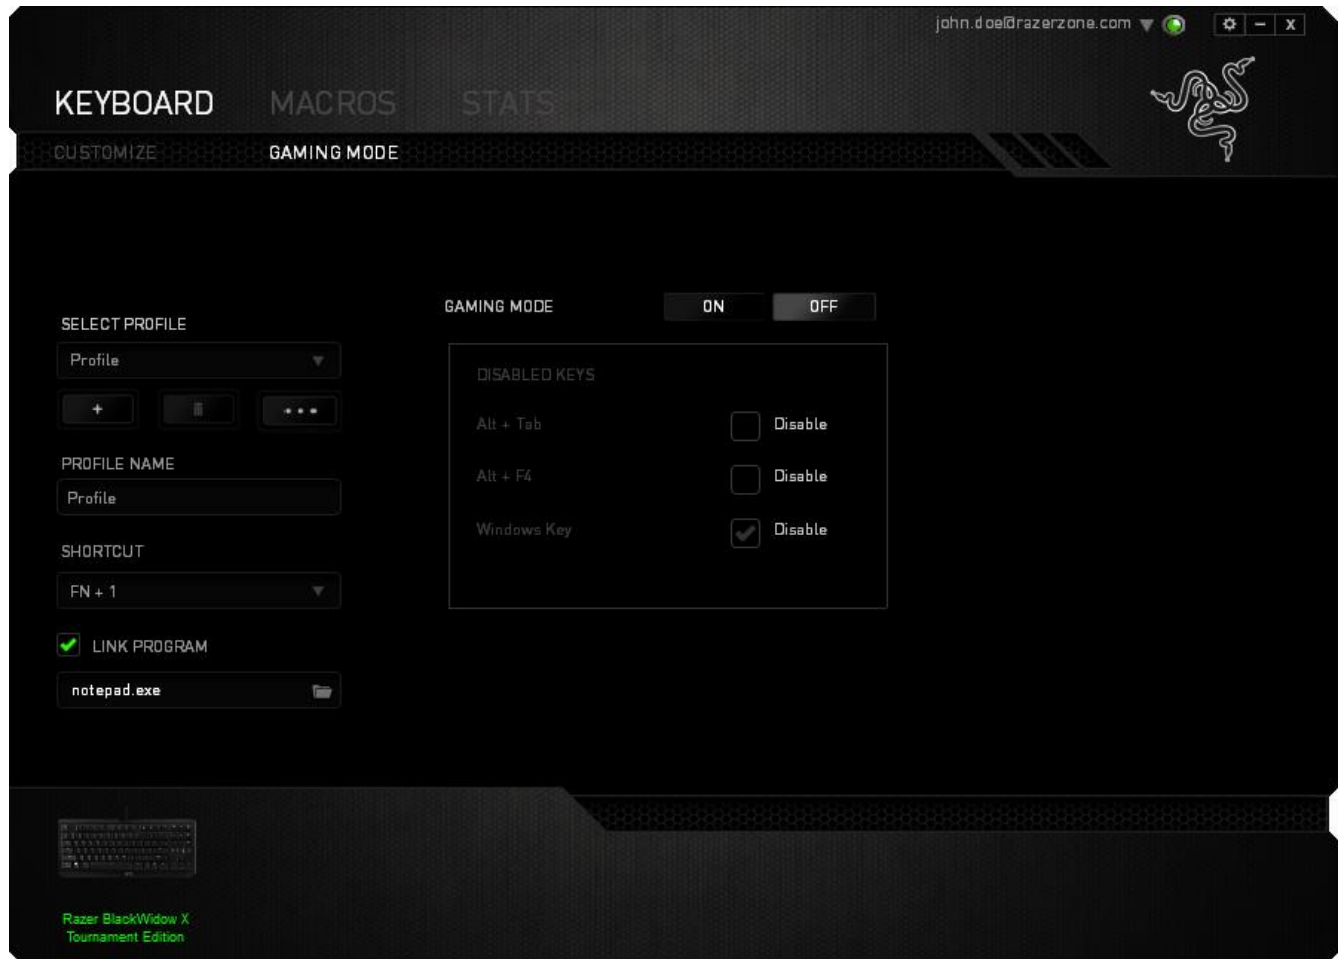 john.doe@razerzone.com
KEYBOARD MACROS STATS
CUSTOMIZE GAMING MODE
GAMING MODE ON OFF
SELECT PROFILE
Profile
DISABLED KEYS
Alt + Tab Disable
PROFILE NAME
Alt + F4 Disable
Profile
Windows Key Disable
SHORTCUT
FN + 1
LINK PROGRAM
notepad.exe
Razer BlackWidow X
Tournament Edition